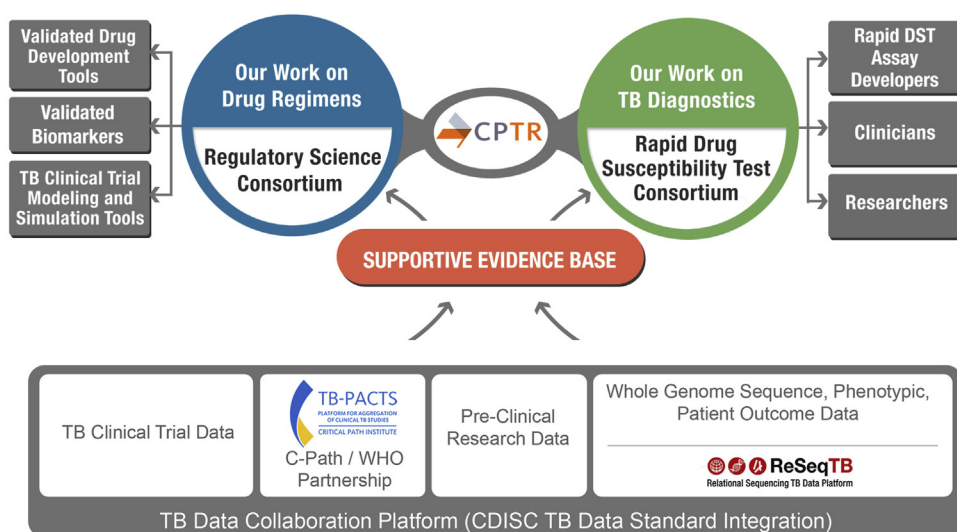 Validated Drug
Development
Tools
Validated
Biomarkers
TB Clinical Trial
Modeling and
Simulation Tools
Our Work on
Drug Regimens
Regulatory Science
Consortium
CPTR
Our Work on
TB Diagnostics
Rapid Drug
Susceptibility Test
Consortium
Rapid DST
Assay
Developers
Clinicians
Researchers
SUPPORTIVE EVIDENCE BASE
TB Clinical Trial Data
TB-PACTS
PLATFORM FOR AGGREGATION
OF CLINICAL TB STUDIES
CRITICAL PATH INSTITUTE
C-Path / WHO
Partnership
Pre-Clinical
Research Data
Whole Genome Sequence, Phenotypic,
Patient Outcome Data
ReSeqTB
Relational Sequencing TB Data Platform
TB Data Collaboration Platform (CDISC TB Data Standard Integration)